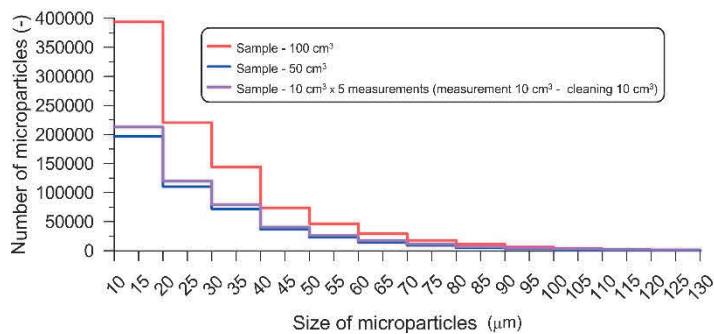 Number of microparticles (-)
400000
350000
300000
250000
200000
150000
100000
50000
0
Sample - 100 cm³
Sample - 50 cm³
Sample - 10 cm³ x 5 measurements (measurement 10 cm³ - cleaning 10 cm³)
10 15 20 25 30 35 40 45 50 55 60 65 70 75 80 85 90 95 100 105 110 115 120 125 130
Size of microparticles (μm)